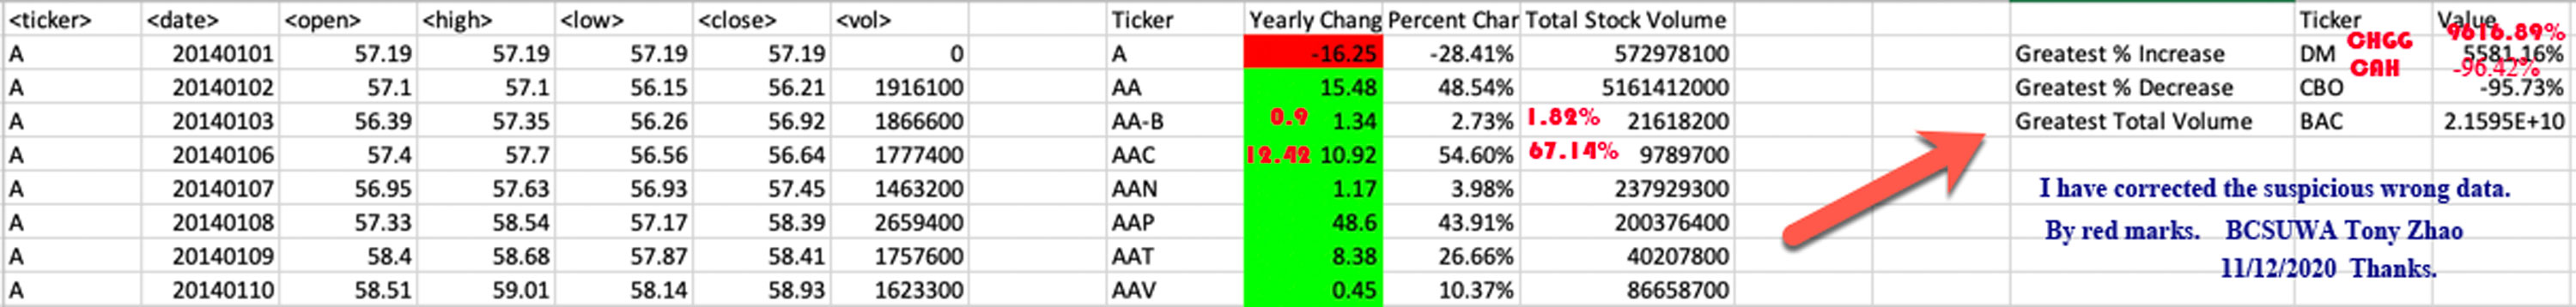 <ticker> <date> <open> <high> <low> <close> <vol> Ticker Yearly Chang Percent Char Total Stock Volume Ticker Value
9616.89%
A 20140101 57.19 57.19 57.19 57.19 0 A -16.25 -28.41% 572978100 Greatest % Increase DM CHGG 5581.16%
CAH -96.42%
A 20140102 57.1 57.1 56.15 56.21 1916100 AA 15.48 48.54% 5161412000 Greatest % Decrease CBO -95.73%
A 20140103 56.39 57.35 56.26 56.92 1866600 AA-B 0.9 1.34 2.73% 1.82% 21618200 Greatest Total Volume BAC 2.1595E+10
A 20140106 57.4 57.7 56.56 56.64 1777400 AAC 12.42 10.92 54.60% 67.14% 9789700
A 20140107 56.95 57.63 56.93 57.45 1463200 AAN 1.17 3.98% 237929300 I have corrected the suspicious wrong data.
A 20140108 57.33 58.54 57.17 58.39 2659400 AAP 48.6 43.91% 200376400 By red marks. BCSUWA Tony Zhao
A 20140109 58.4 58.68 57.87 58.41 1757600 AAT 8.38 26.66% 40207800 11/12/2020 Thanks.
A 20140110 58.51 59.01 58.14 58.93 1623300 AAV 0.45 10.37% 86658700